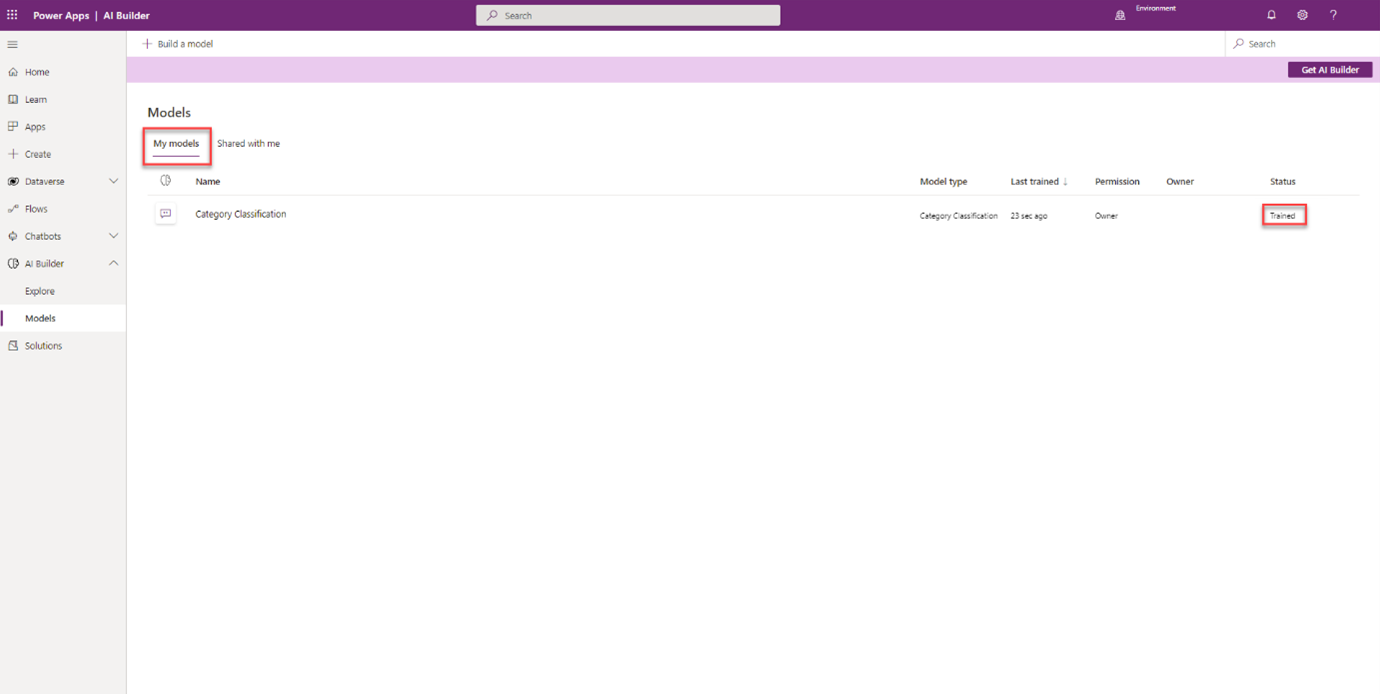 Power Apps | AI Builder
Search
Environment
?
Build a model
Search
Get AI Builder
Home
Learn
Apps
Create
Dataverse
Flows
Chatbots
AI Builder
Explore
Models
Solutions
Models
My models
Shared with me
Name
Model type
Last trained ↓
Permission
Owner
Status
Category Classification
Category Classification
23 sec ago
Owner
Trained